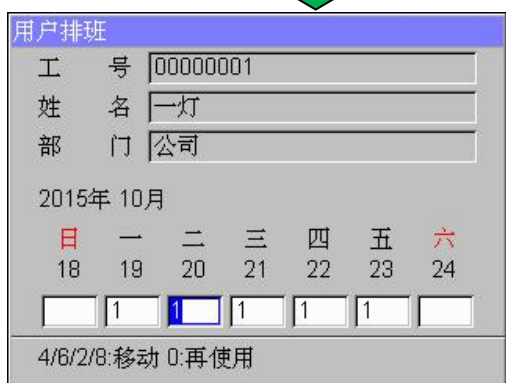 用户排班
工 号 00000001
姓 名 一灯
部 门 公司
2015年 10月
日 一 二 三 四 五 六
18 19 20 21 22 23 24
1 1 1 1 1
4/6/2/8:移动 0:再使用